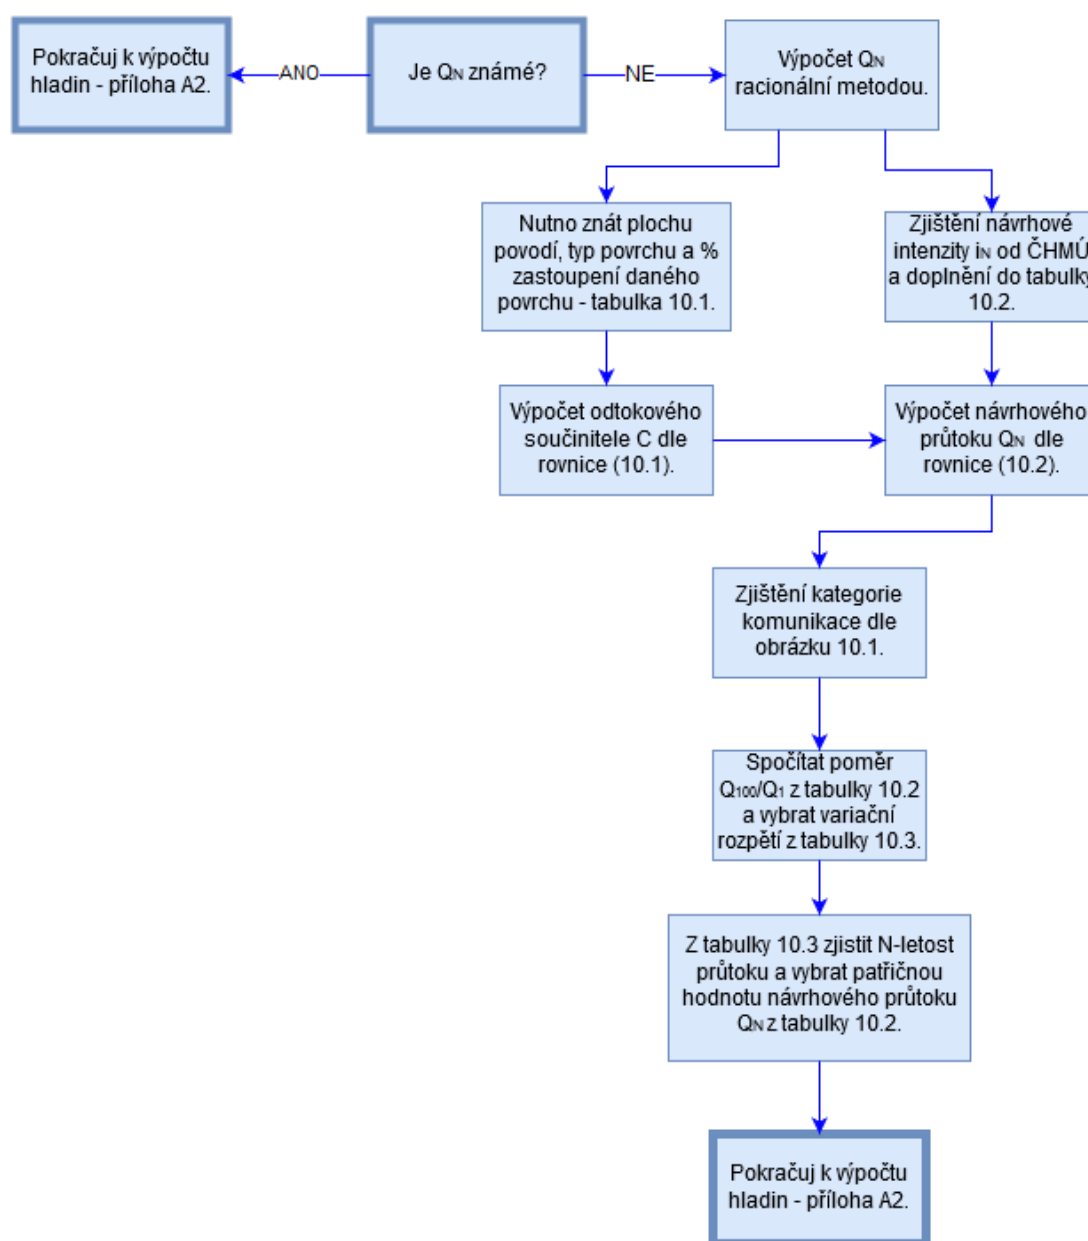 Pokračuj k výpočtu
hladin - příloha A2.
ANO
Je QN známé?
NE
Výpočet QN
racionální metodou.
Nutno znát plochu
povodí, typ povrchu a %
zastoupení daného
povrchu - tabulka 10.1.
Zjištění návrhové
intenzity iN od ČHMÚ
a doplnění do tabulky
10.2.
Výpočet odtokového
součinitele C dle
rovnice (10.1).
Výpočet návrhového
průtoku QN dle
rovnice (10.2).
Zjištění kategorie
komunikace dle
obrázku 10.1.
Spočítat poměr
Q100/Q1 z tabulky 10.2
a vybrat variační
rozpětí z tabulky 10.3.
Z tabulky 10.3 zjistit N-letost
průtoku a vybrat patřičnou
hodnotu návrhového průtoku
QN z tabulky 10.2.
Pokračuj k výpočtu
hladin - příloha A2.